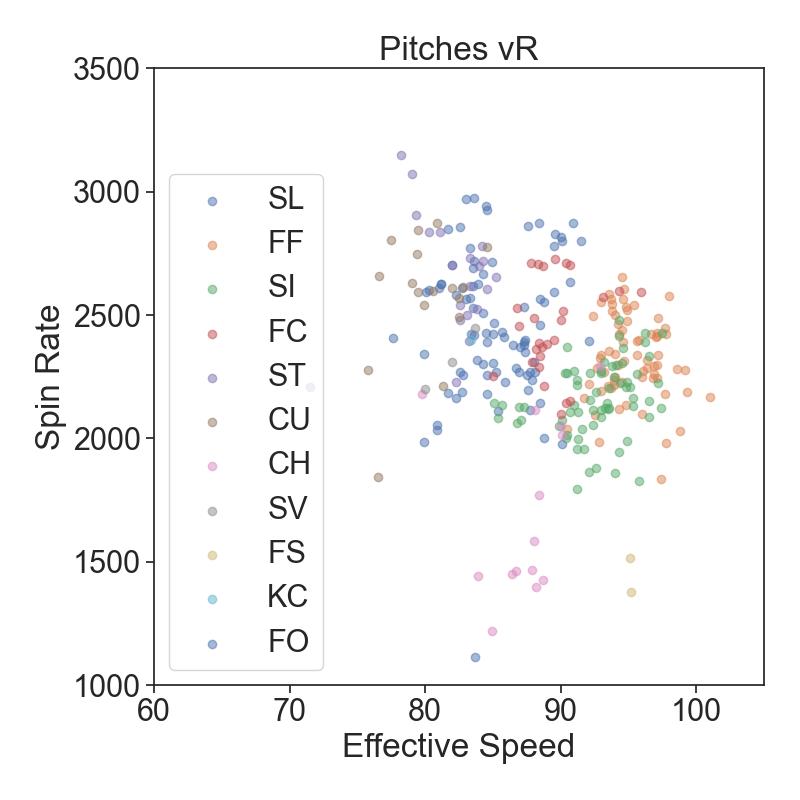 Pitches vR
3500
3000
2500
2000
1500
1000
Spin Rate
SL
FF
SI
FC
ST
CU
CH
SV
FS
KC
FO
60 70 80 90 100
Effective Speed